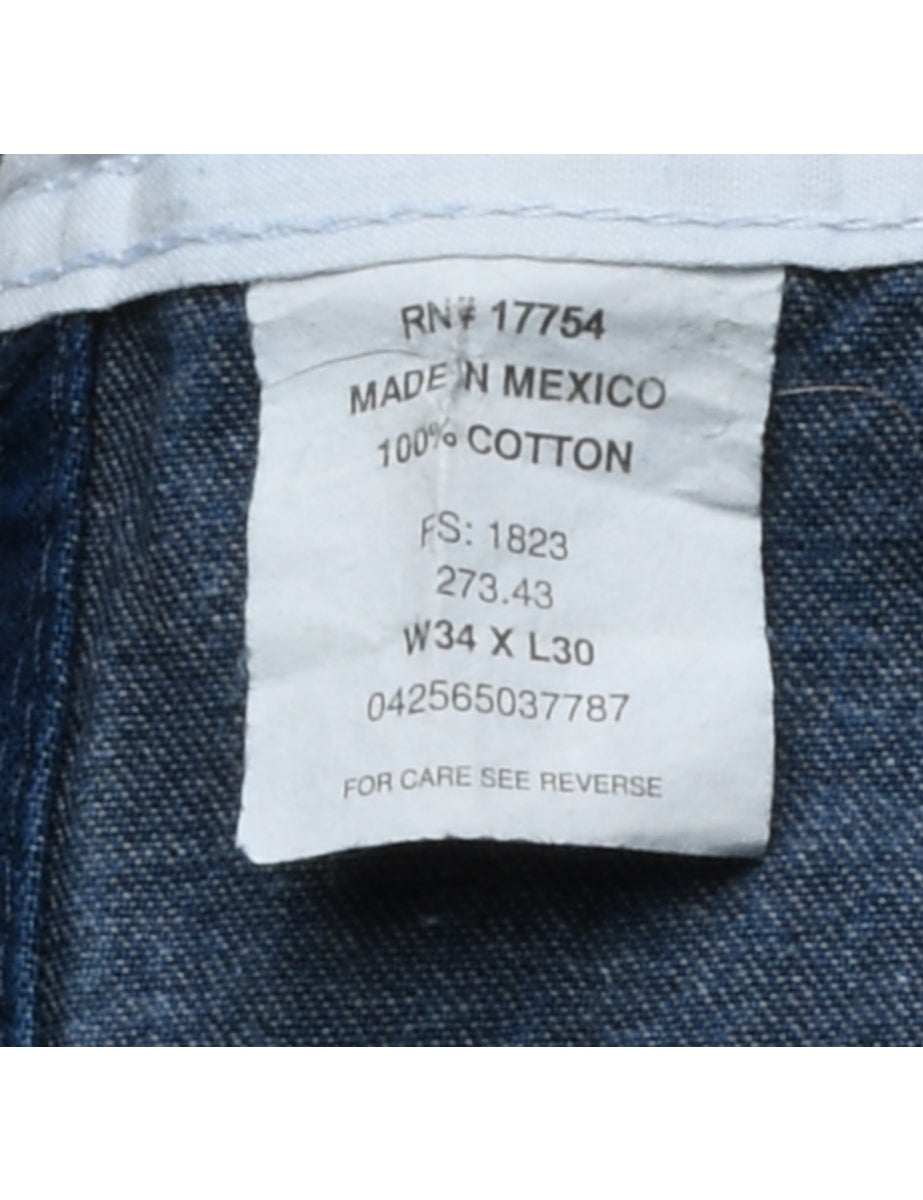 RN# 17754
MADE IN MEXICO
100% COTTON
FS: 1823
273.43
W34 X L30
042565037787
FOR CARE SEE REVERSE